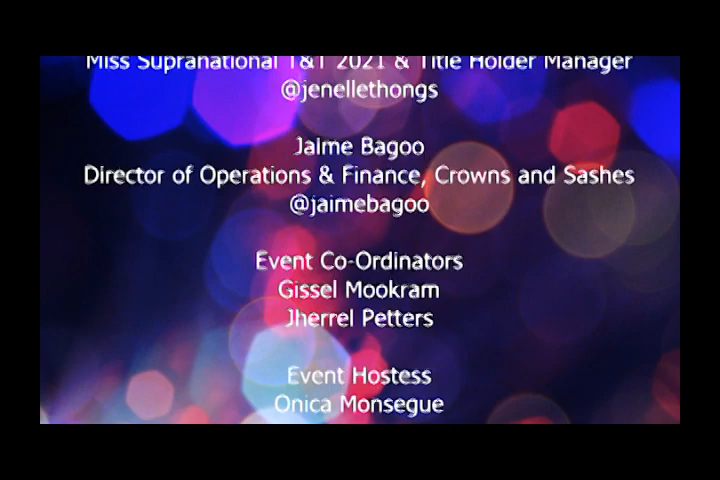 Miss Supranational T&T 2021 & Title Holder Manager
@jenellethongs
Jaime Bagoo
Director of Operations & Finance, Crowns and Sashes
@jaimebagoo
Event Co-Ordinators
Gissel Mookram
Jherrel Petters
Event Hostess
Onica Monsegue